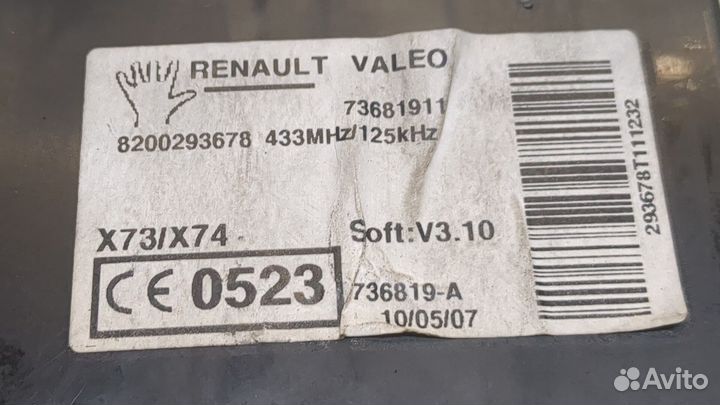 RENAULT VALEO
73681911
8200293678 433MHz/125kHz
X73/X74 Soft:V3.10
CE 0523
736819-A
10/05/07
293678T111232
Avito